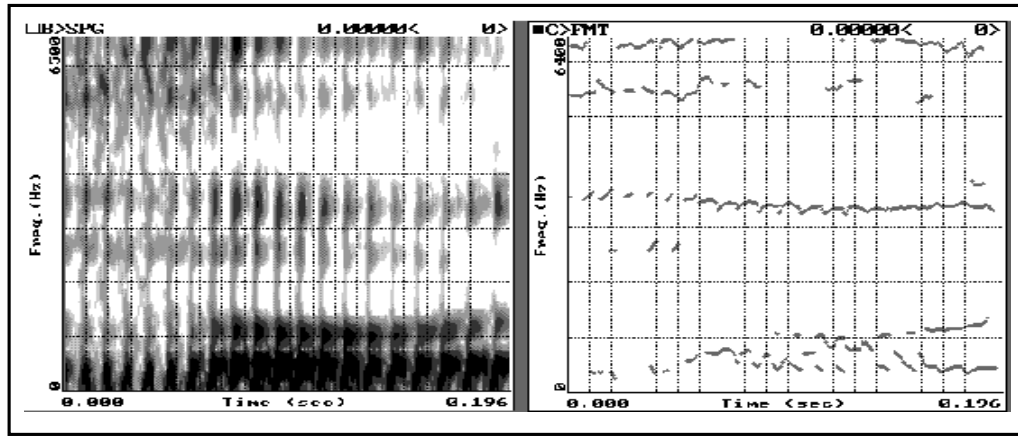 B>SPG 0.00000< 0>
6500
Freq.(Hz)
0
0.000 Time (sec) 0.196
C>FMT 0.00000< 0>
6400
Freq.(Hz)
0
0.000 Time (sec) 0.196